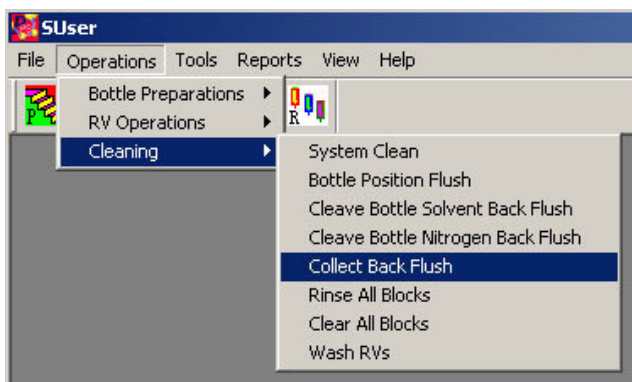 SUser
File Operations Tools Reports View Help
P R
Bottle Preparations
RV Operations
Cleaning
System Clean
Bottle Position Flush
Cleave Bottle Solvent Back Flush
Cleave Bottle Nitrogen Back Flush
Collect Back Flush
Rinse All Blocks
Clear All Blocks
Wash RVs